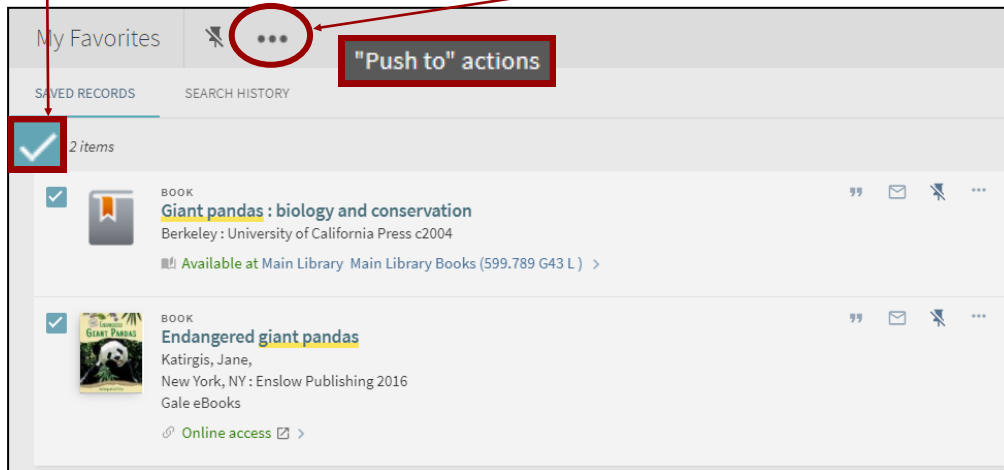 My Favorites
"Push to" actions
SAVED RECORDS SEARCH HISTORY
2 items
BOOK
Giant pandas : biology and conservation
Berkeley : University of California Press c2004
Available at Main Library Main Library Books (599.789 G43 L ) >
BOOK
Endangered giant pandas
Katirgis, Jane,
New York, NY : Enslow Publishing 2016
Gale eBooks
Online access >
GIANT PANDAS